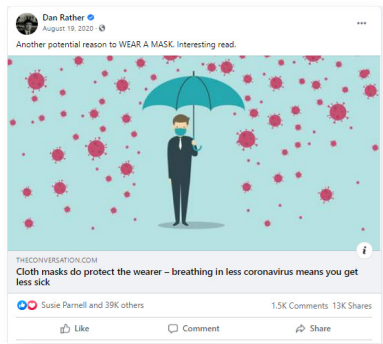 Dan Rather
August 19, 2020 ·
Another potential reason to WEAR A MASK. Interesting read.
i
THECONVERSATION.COM
Cloth masks do protect the wearer – breathing in less coronavirus means you get
less sick
Susie Parnell and 39K others 1.5K Comments 13K Shares
Like Comment Share